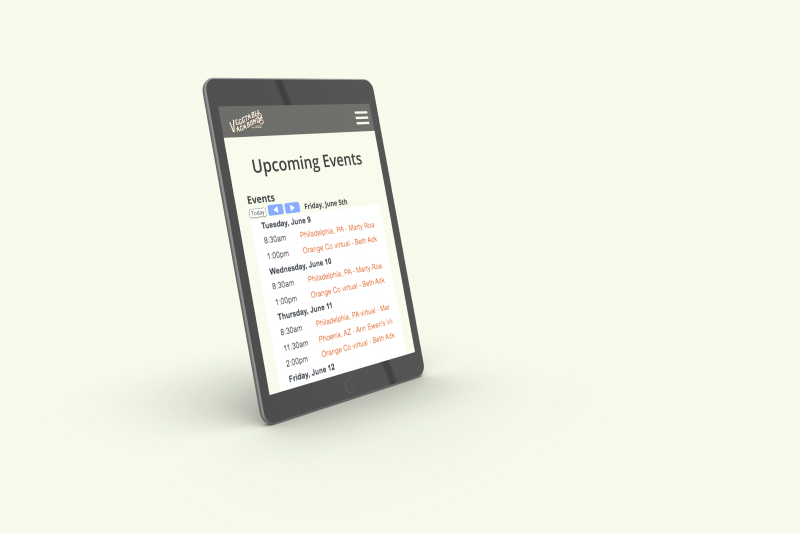 VEGETABLE
VAGABOND
Upcoming Events
Events
Today Friday, June 5th
Tuesday, June 9
8:30am Philadelphia, PA - Marty Roa
1:00pm Orange Co virtual - Beth Adk
Wednesday, June 10
8:30am Philadelphia, PA - Marty Roa
1:00pm Orange Co virtual - Beth Adk
Thursday, June 11
8:30am Philadelphia, PA virtual - Mar
11:30am Phoenix, AZ - Ann Ewen's Vi
2:00pm Orange Co virtual - Beth Adk
Friday, June 12